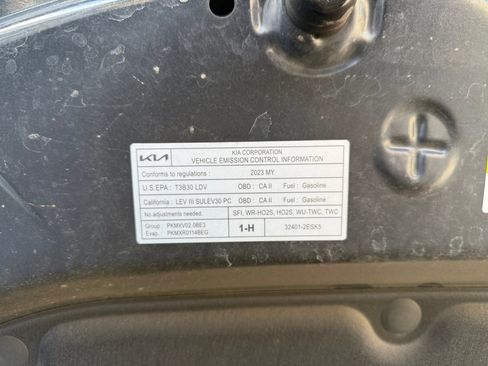 KIA
KIA CORPORATION
VEHICLE EMISSION CONTROL INFORMATION
Conforms to regulations : 2023 MY
U.S.EPA : T3B30 LDV OBD : CA II Fuel : Gasoline
California : LEV III SULEV30 PC OBD : CA II Fuel : Gasoline
No adjustments needed. SFI, WR-HO2S, HO2S, WU-TWC, TWC
Group : PKMXV02.0BE3
Evap. : PKMXR0114BEG
1-H 32401-2ESK5